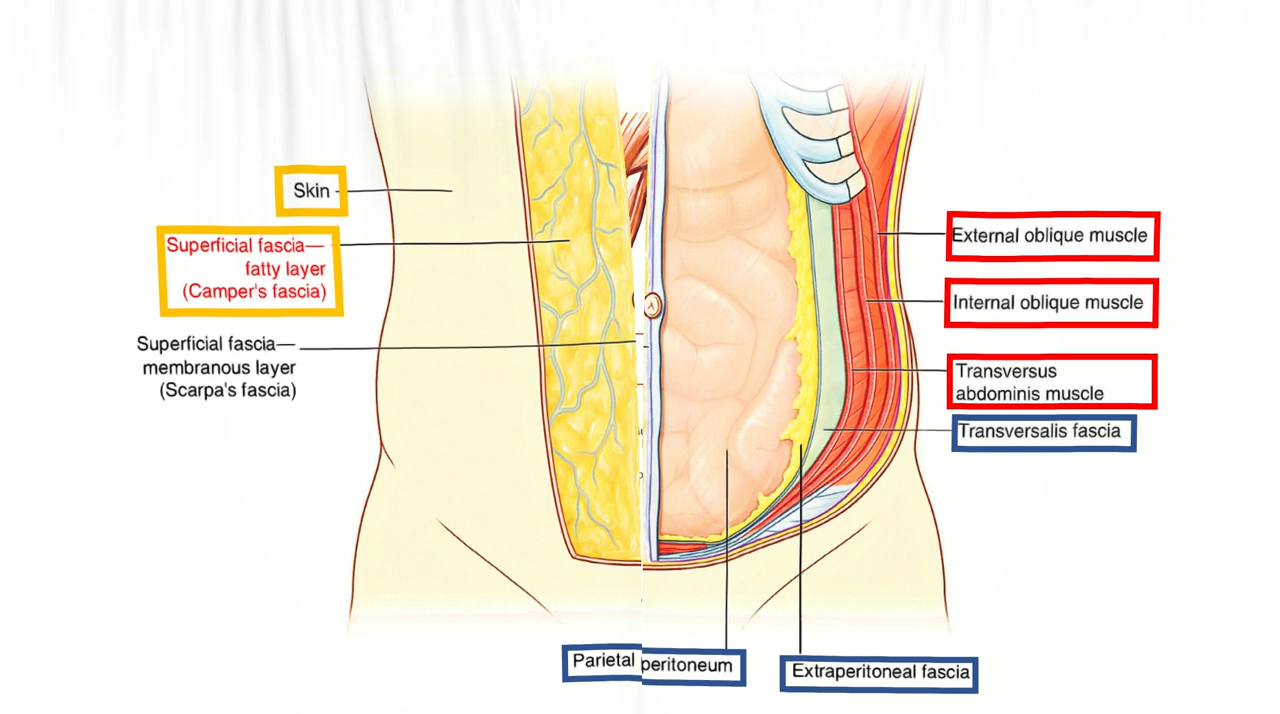 Skin
Superficial fascia—
fatty layer
(Camper's fascia)
Superficial fascia—
membranous layer
(Scarpa's fascia)
External oblique muscle
Internal oblique muscle
Transversus
abdominis muscle
Transversalis fascia
Parietal peritoneum
Extraperitoneal fascia